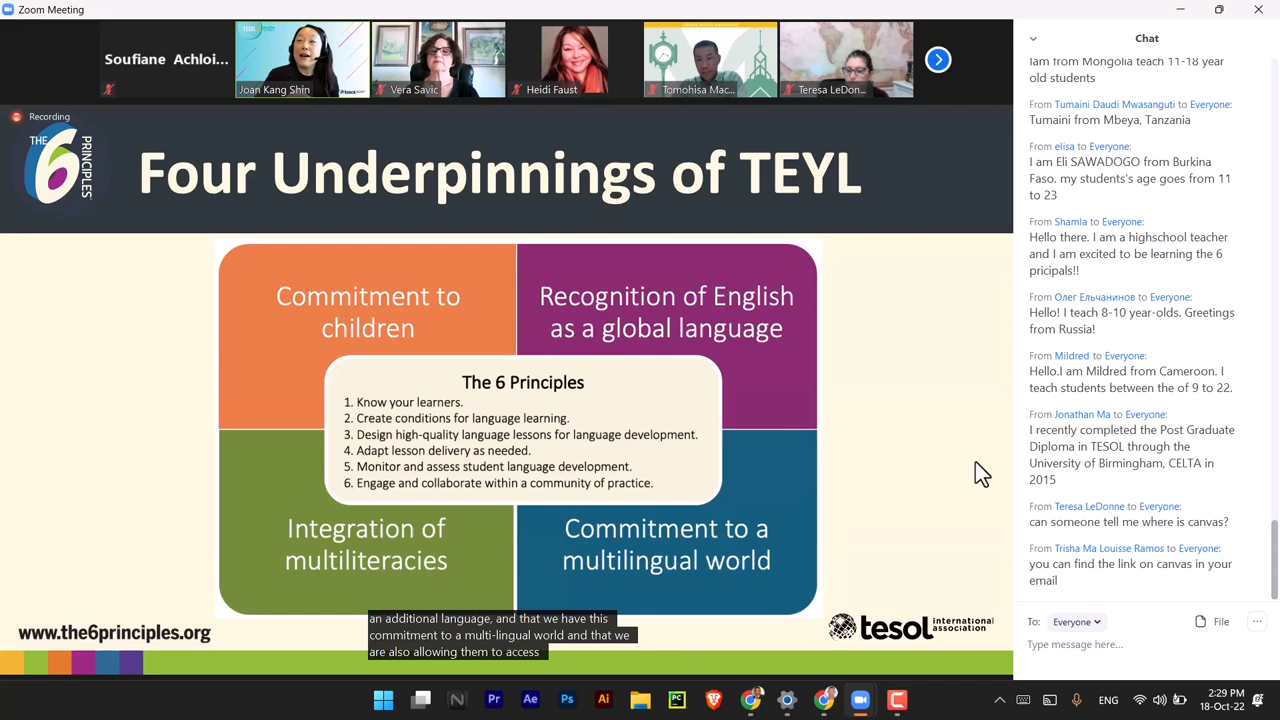 Zoom Meeting
Soufiane Achloi...
Joan Kang Shin
Vera Savic
Heidi Faust
Tomohisa Mac...
Teresa LeDon...
Recording
THE 6 PRINCIPLES
Four Underpinnings of TEYL
Commitment to
children
Recognition of English
as a global language
The 6 Principles
1. Know your learners.
2. Create conditions for language learning.
3. Design high-quality language lessons for language development.
4. Adapt lesson delivery as needed.
5. Monitor and assess student language development.
6. Engage and collaborate within a community of practice.
Integration of
multiliteracies
Commitment to a
multilingual world
an additional language, and that we have this
commitment to a multi-lingual world and that we
are also allowing them to access
www.the6principles.org
tesol international
association
Chat
Iam from Mongolia teach 11-18 year
old students
From Tumaini Daudi Mwasanguti to Everyone:
Tumaini from Mbeya, Tanzania
From elisa to Everyone:
I am Eli SAWADOGO from Burkina
Faso. my students's age goes from 11
to 23
From Shamla to Everyone:
Hello there. I am a highschool teacher
and I am excited to be learning the 6
pricipals!!
From Олег Ельчанинов to Everyone:
Hello! I teach 8-10 year-olds. Greetings
from Russia!
From Mildred to Everyone:
Hello.I am Mildred from Cameroon. I
teach students between the of 9 to 22.
From Jonathan Ma to Everyone:
I recently completed the Post Graduate
Diploma in TESOL through the
University of Birmingham, CELTA in
2015
From Teresa LeDonne to Everyone:
can someone tell me where is canvas?
From Trisha Ma Louisse Ramos to Everyone:
you can find the link on canvas in your
email
To: Everyone
File
Type message here...
Pr
Ae
Ps
Ai
PC
ENG
2:29 PM
18-Oct-22